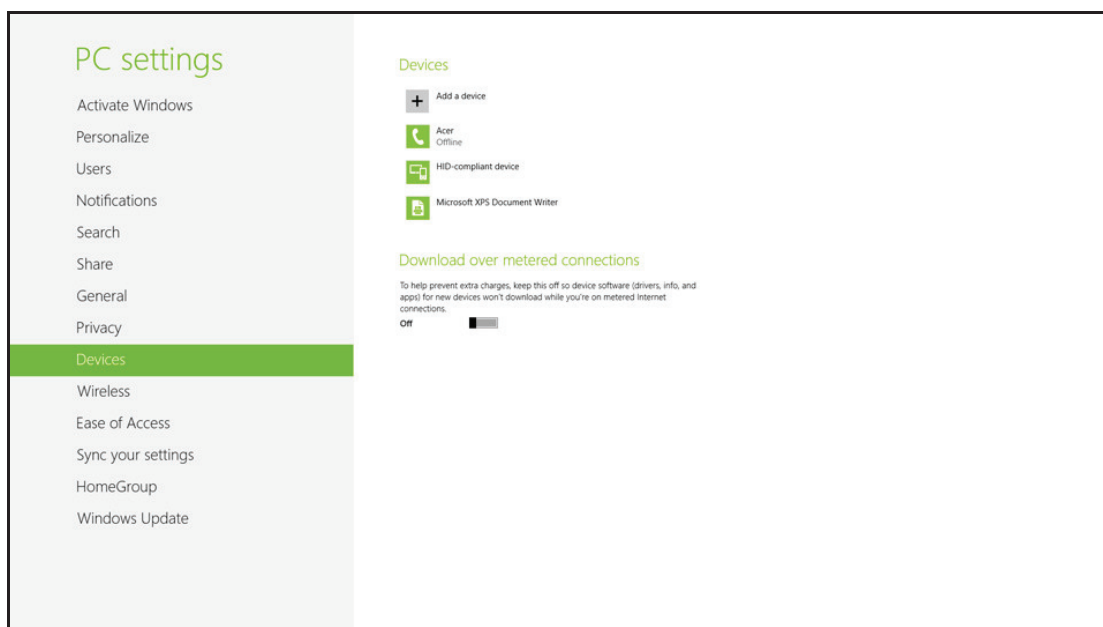 PC settings
Activate Windows
Personalize
Users
Notifications
Search
Share
General
Privacy
Devices
Wireless
Ease of Access
Sync your settings
HomeGroup
Windows Update
Devices
Add a device
Acer
Offline
HID-compliant device
Microsoft XPS Document Writer
Download over metered connections
To help prevent extra charges, keep this off so device software (drivers, info, and
apps) for new devices won't download while you're on metered Internet
connections.
Off